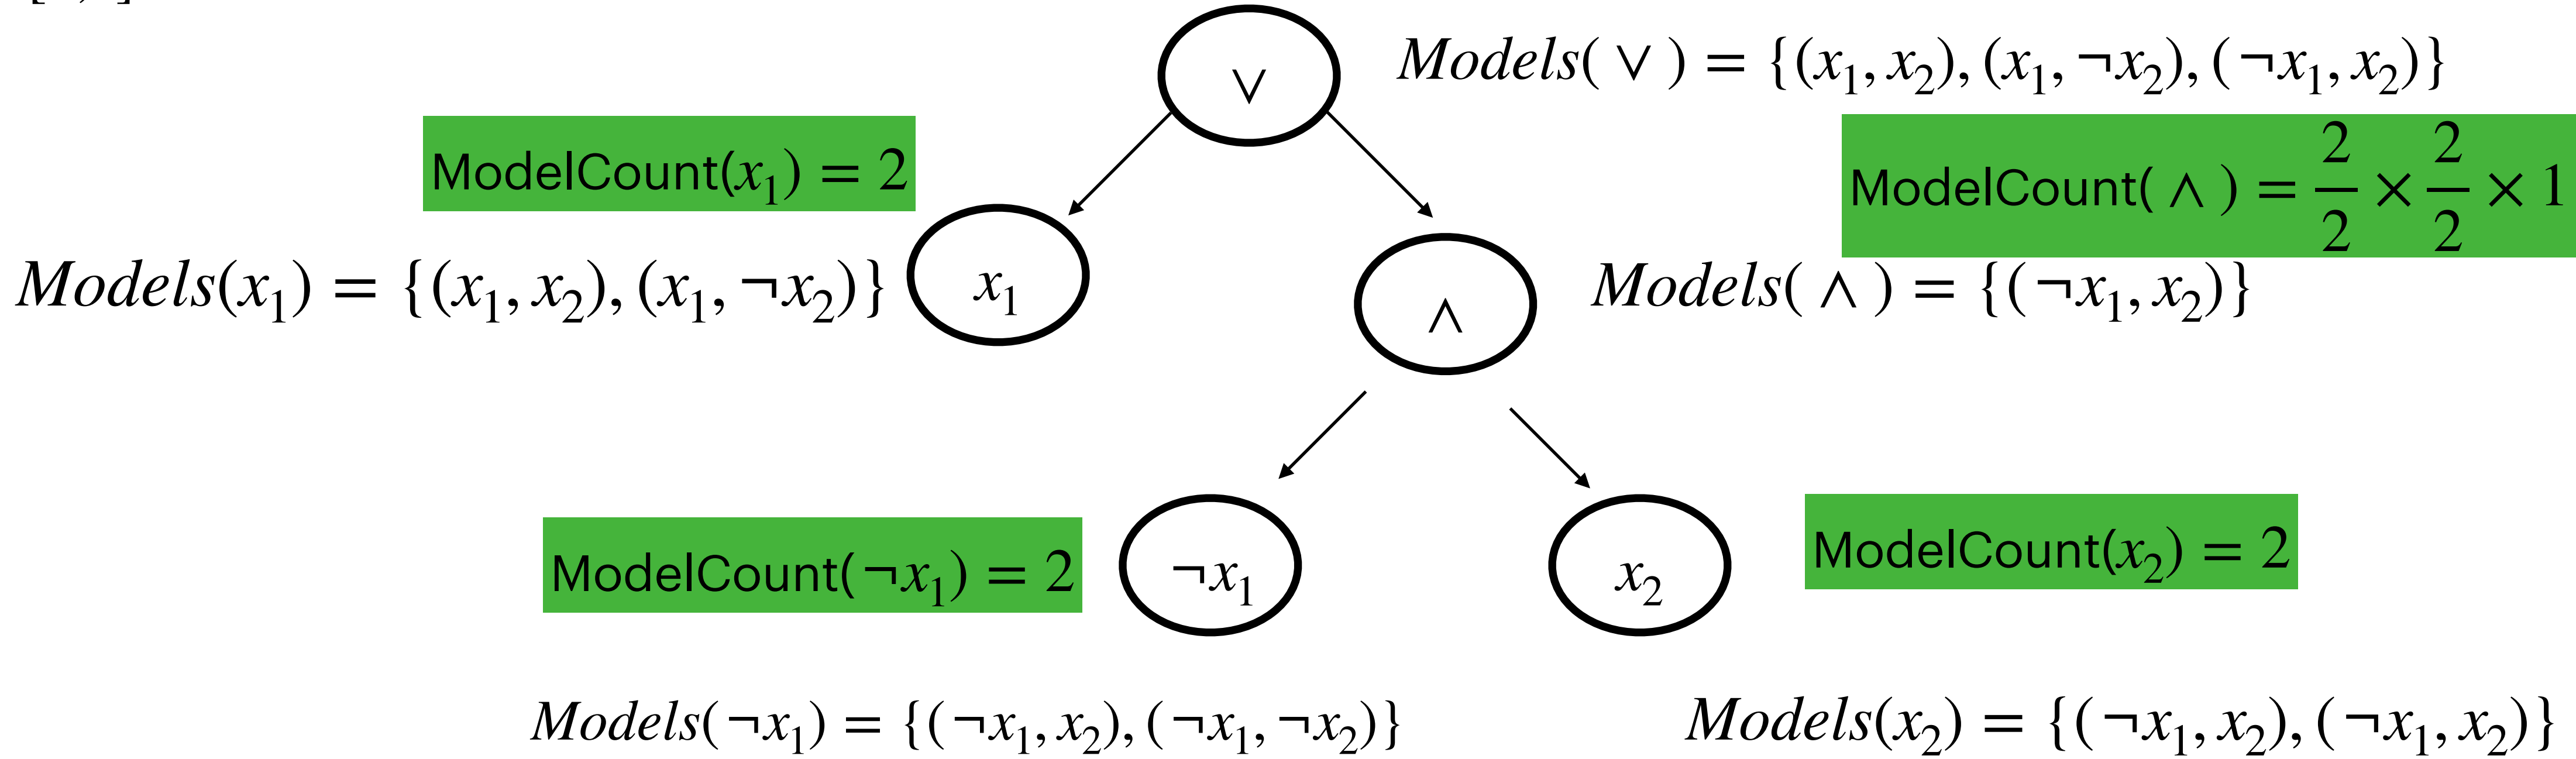 ∨
Models( ∨ ) = {(x₁, x₂), (x₁, ¬x₂), (¬x₁, x₂)}
ModelCount(x₁) = 2
ModelCount( ∧ ) = 2/2 × 2/2 × 1
Models(x₁) = {(x₁, x₂), (x₁, ¬x₂)}
x₁
∧
Models( ∧ ) = {(¬x₁, x₂)}
ModelCount(¬x₁) = 2
¬x₁
x₂
ModelCount(x₂) = 2
Models(¬x₁) = {(¬x₁, x₂), (¬x₁, ¬x₂)}
Models(x₂) = {(¬x₁, x₂), (¬x₁, x₂)}